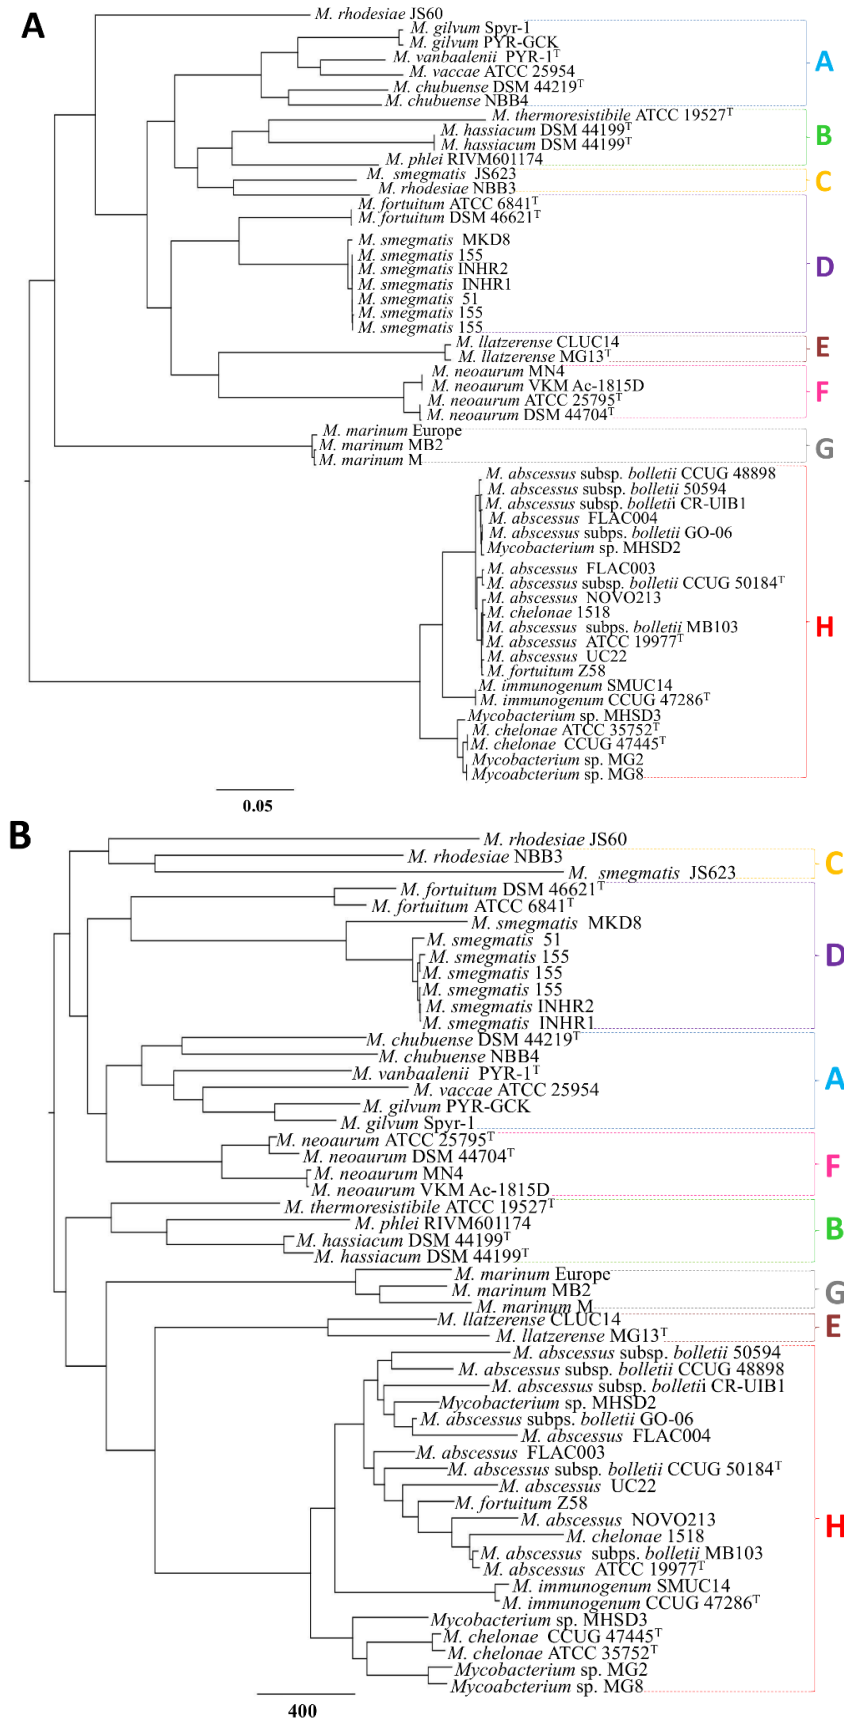 A
M. rhodesiae JS60
M. gilvum Spyr-1
M. gilvum PYR-GCK
M. vanbaalenii PYR-1ᵀ
M. vaccae ATCC 25954
M. chubuense DSM 44219ᵀ
M. chubuense NBB4
A
M. thermoresistibile ATCC 19527ᵀ
M. hassiacum DSM 44199ᵀ
M. hassiacum DSM 44199ᵀ
M. phlei RIVM601174
B
M. smegmatis JS623
M. rhodesiae NBB3
C
M. fortuitum ATCC 6841ᵀ
M. fortuitum DSM 46621ᵀ
M. smegmatis MKD8
M. smegmatis 155
M. smegmatis INHR2
M. smegmatis INHR1
M. smegmatis 51
M. smegmatis 155
M. smegmatis 155
D
M. llatzerense CLUC14
M. llatzerense MG13ᵀ
E
M. neoaurum MN4
M. neoaurum VKM Ac-1815D
M. neoaurum ATCC 25795ᵀ
M. neoaurum DSM 44704ᵀ
F
M. marinum Europe
M. marinum MB2
M. marinum M
G
M. abscessus subsp. bolletii CCUG 48898
M. abscessus subsp. bolletii 50594
M. abscessus subsp. bolletii CR-UIB1
M. abscessus FLAC004
M. abscessus subps. bolletii GO-06
Mycobacterium sp. MHSD2
M. abscessus FLAC003
M. abscessus subsp. bolletii CCUG 50184ᵀ
M. abscessus NOVO213
M. chelonae 1518
M. abscessus subps. bolletii MB103
M. abscessus ATCC 19977ᵀ
M. abscessus UC22
M. fortuitum Z58
M. immunogenum SMUC14
M. immunogenum CCUG 47286ᵀ
Mycobacterium sp. MHSD3
M. chelonae ATCC 35752ᵀ
M. chelonae CCUG 47445ᵀ
Mycobacterium sp. MG2
Mycoabcterium sp. MG8
H
0.05
B
M. rhodesiae JS60
M. rhodesiae NBB3
M. smegmatis JS623
C
M. fortuitum DSM 46621ᵀ
M. fortuitum ATCC 6841ᵀ
M. smegmatis MKD8
M. smegmatis 51
M. smegmatis 155
M. smegmatis 155
M. smegmatis 155
M. smegmatis INHR2
M. smegmatis INHR1
D
M. chubuense DSM 44219ᵀ
M. chubuense NBB4
M. vanbaalenii PYR-1ᵀ
M. vaccae ATCC 25954
M. gilvum PYR-GCK
M. gilvum Spyr-1
A
M. neoaurum ATCC 25795ᵀ
M. neoaurum DSM 44704ᵀ
M. neoaurum MN4
M. neoaurum VKM Ac-1815D
F
M. thermoresistibile ATCC 19527ᵀ
M. phlei RIVM601174
M. hassiacum DSM 44199ᵀ
M. hassiacum DSM 44199ᵀ
B
M. marinum Europe
M. marinum MB2
M. marinum M
G
M. llatzerense CLUC14
M. llatzerense MG13ᵀ
E
M. abscessus subsp. bolletii 50594
M. abscessus subsp. bolletii CCUG 48898
M. abscessus subsp. bolletii CR-UIB1
Mycobacterium sp. MHSD2
M. abscessus subps. bolletii GO-06
M. abscessus FLAC004
M. abscessus FLAC003
M. abscessus subsp. bolletii CCUG 50184ᵀ
M. abscessus UC22
M. fortuitum Z58
M. abscessus NOVO213
M. chelonae 1518
M. abscessus subps. bolletii MB103
M. abscessus ATCC 19977ᵀ
M. immunogenum SMUC14
M. immunogenum CCUG 47286ᵀ
Mycobacterium sp. MHSD3
M. chelonae CCUG 47445ᵀ
M. chelonae ATCC 35752ᵀ
Mycobacterium sp. MG2
Mycoabcterium sp. MG8
H
400